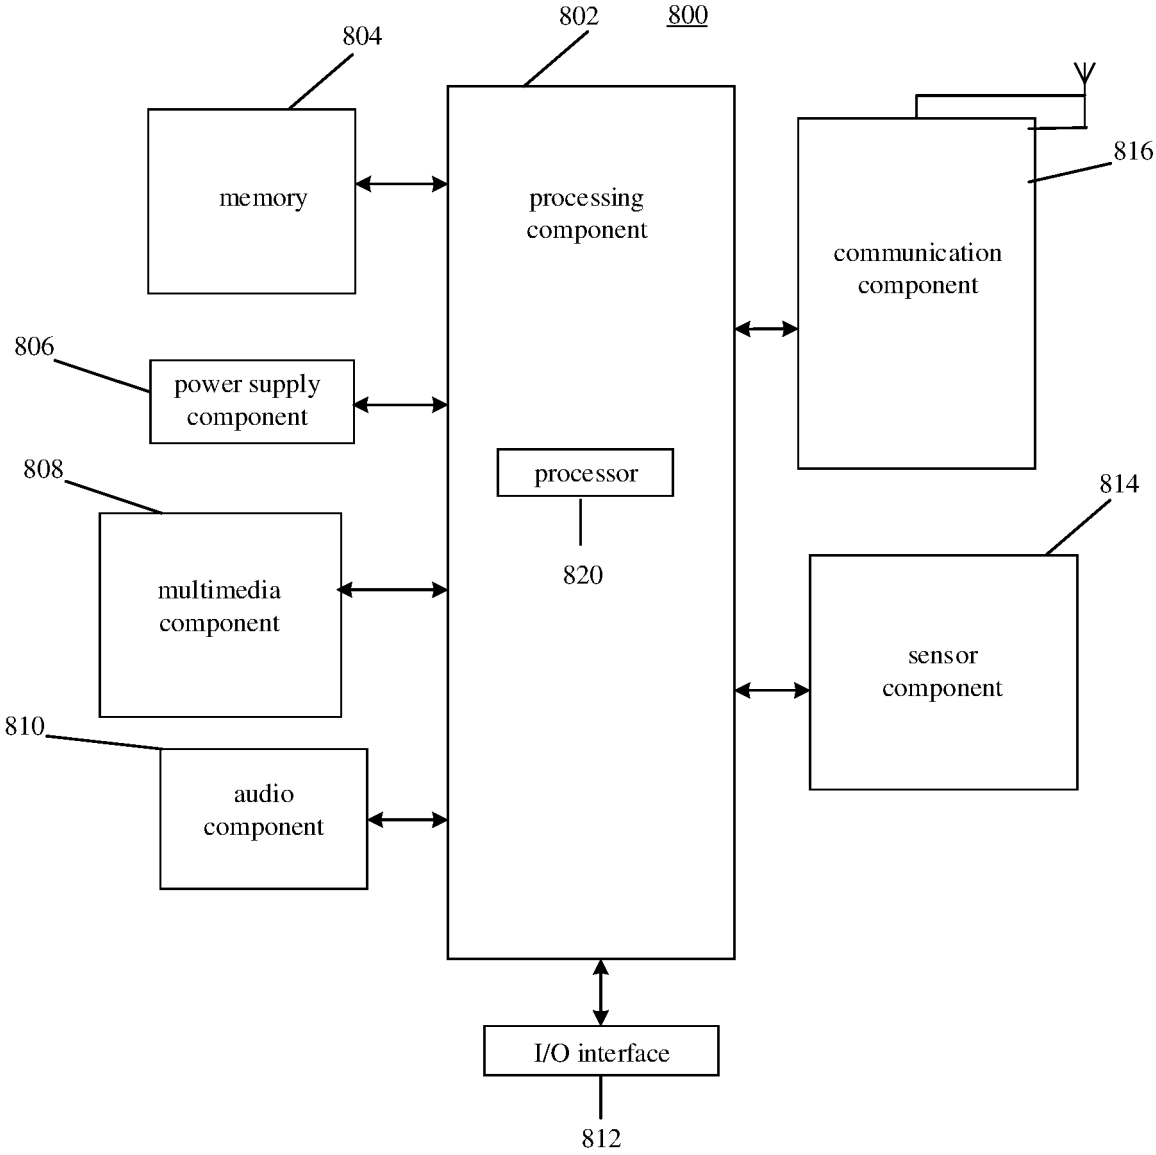 802
800
804
816
memory
processing
component
communication
component
806
power supply
component
808
processor
820
814
multimedia
component
sensor
component
810
audio
component
I/O interface
812